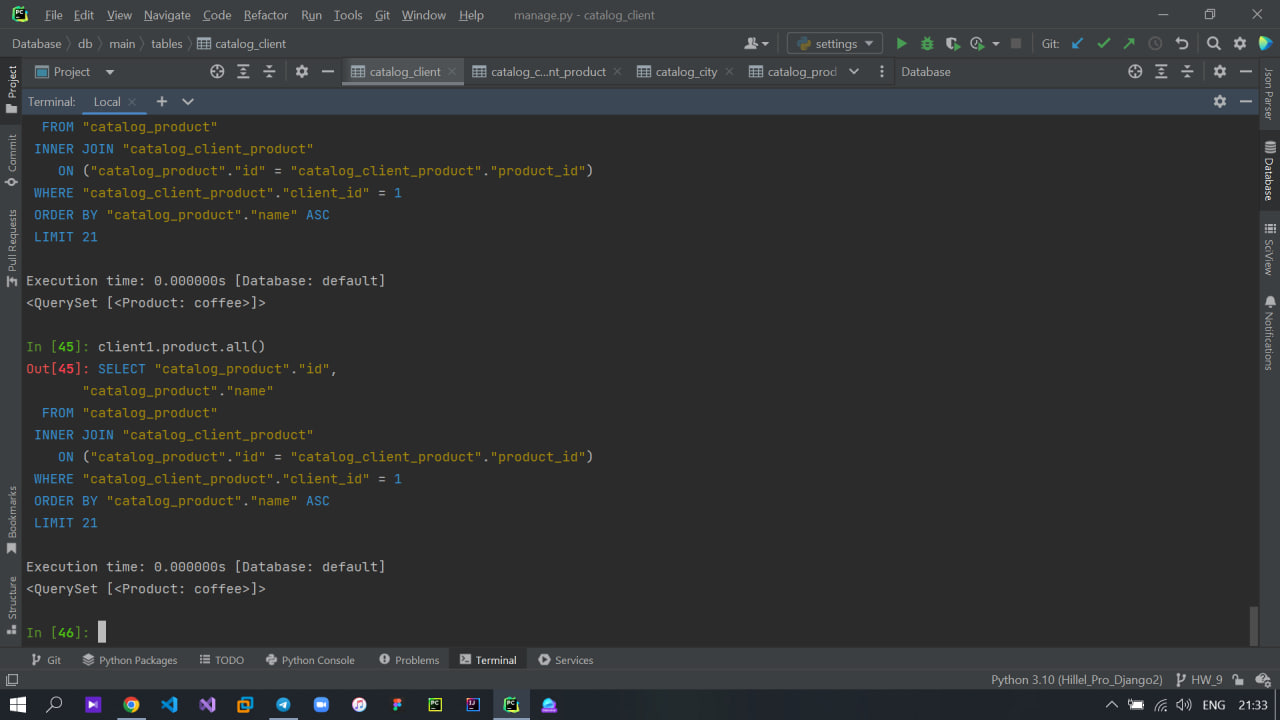 File Edit View Navigate Code Refactor Run Tools Git Window Help manage.py - catalog_client
Database db main tables catalog_client settings Git:
Project catalog_client catalog_c...nt_product catalog_city catalog_prod Database
Terminal: Local
FROM "catalog_product"
INNER JOIN "catalog_client_product"
ON ("catalog_product"."id" = "catalog_client_product"."product_id")
WHERE "catalog_client_product"."client_id" = 1
ORDER BY "catalog_product"."name" ASC
LIMIT 21
Execution time: 0.000000s [Database: default]
<QuerySet [<Product: coffee>]>
In [45]: client1.product.all()
Out[45]: SELECT "catalog_product"."id",
"catalog_product"."name"
FROM "catalog_product"
INNER JOIN "catalog_client_product"
ON ("catalog_product"."id" = "catalog_client_product"."product_id")
WHERE "catalog_client_product"."client_id" = 1
ORDER BY "catalog_product"."name" ASC
LIMIT 21
Execution time: 0.000000s [Database: default]
<QuerySet [<Product: coffee>]>
In [46]:
Project
Commit
Pull Requests
Bookmarks
Structure
Json Parser
Database
SciView
Notifications
Git Python Packages TODO Python Console Problems Terminal Services
Python 3.10 (Hillel_Pro_Django2) HW_9
ENG 21:33